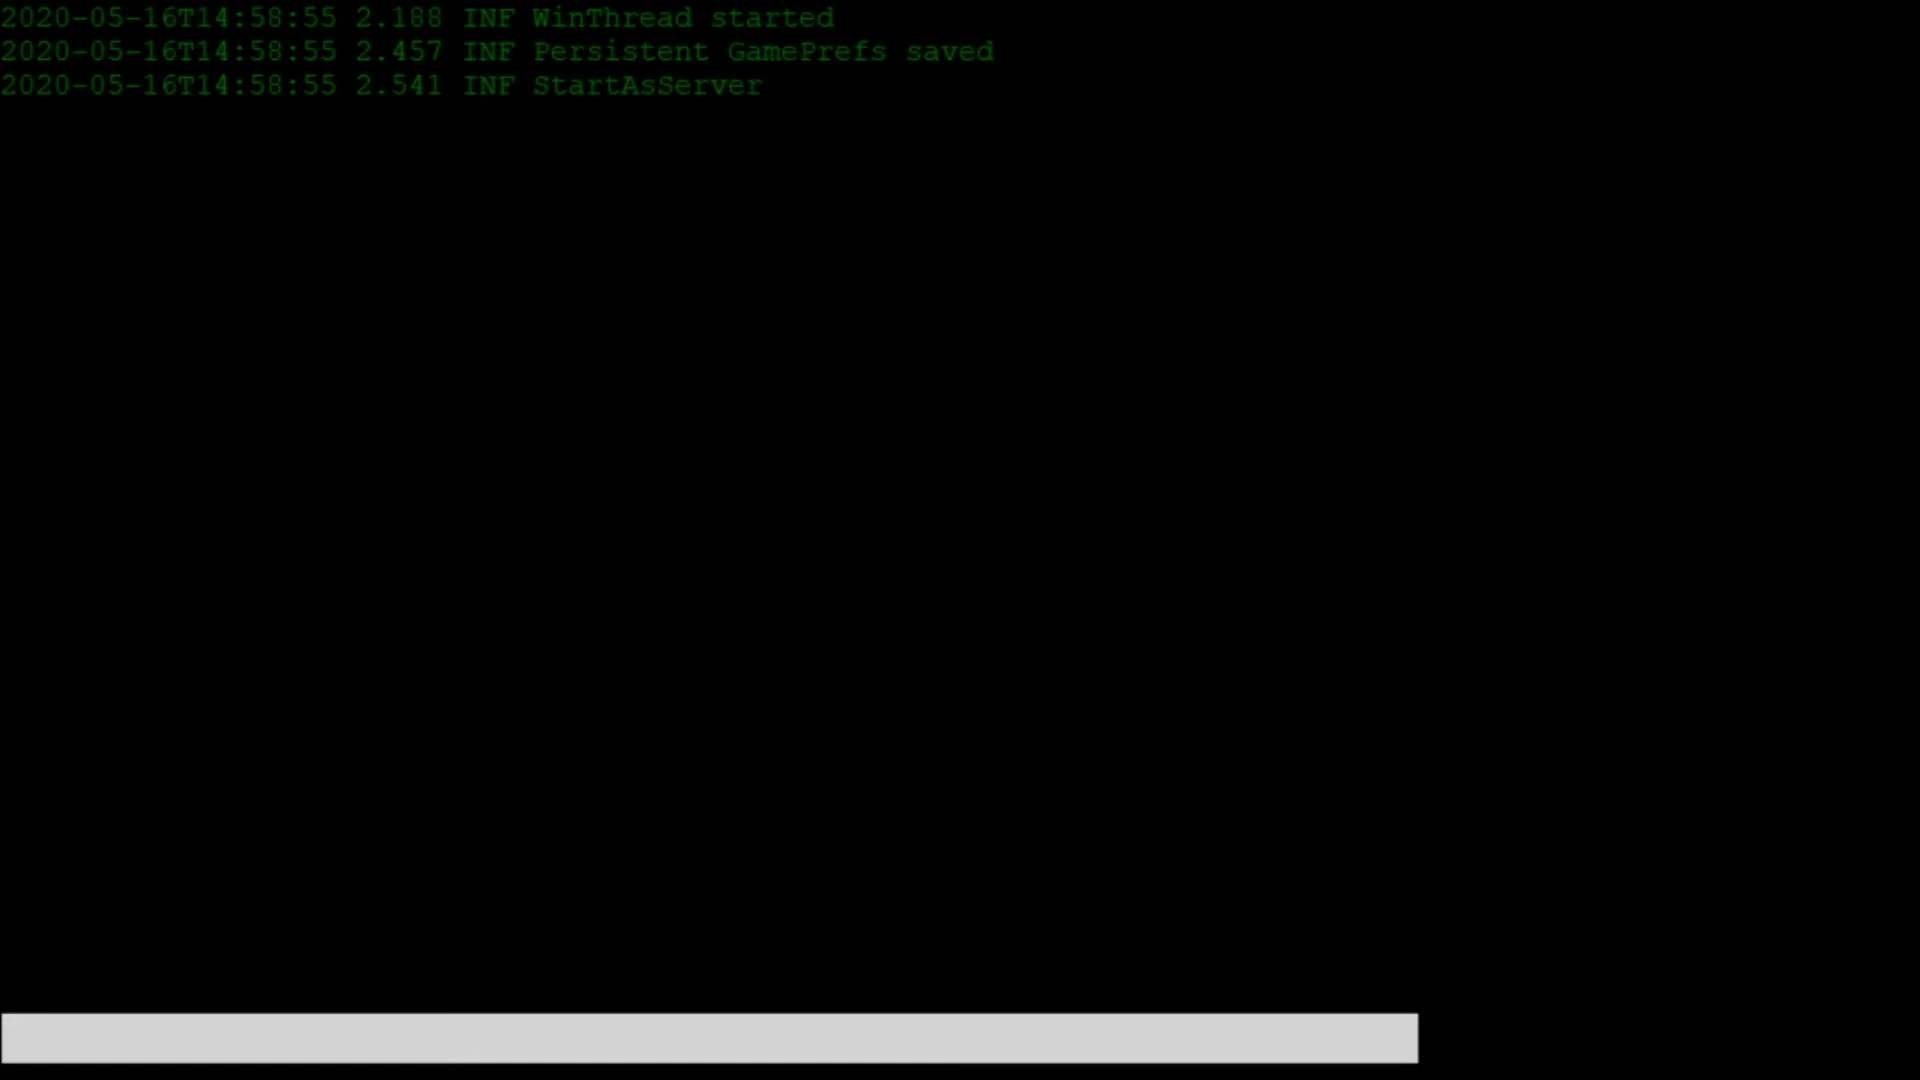 2020-05-16T14:58:55 2.188 INF WinThread started
2020-05-16T14:58:55 2.457 INF Persistent GamePrefs saved
2020-05-16T14:58:55 2.541 INF StartAsServer